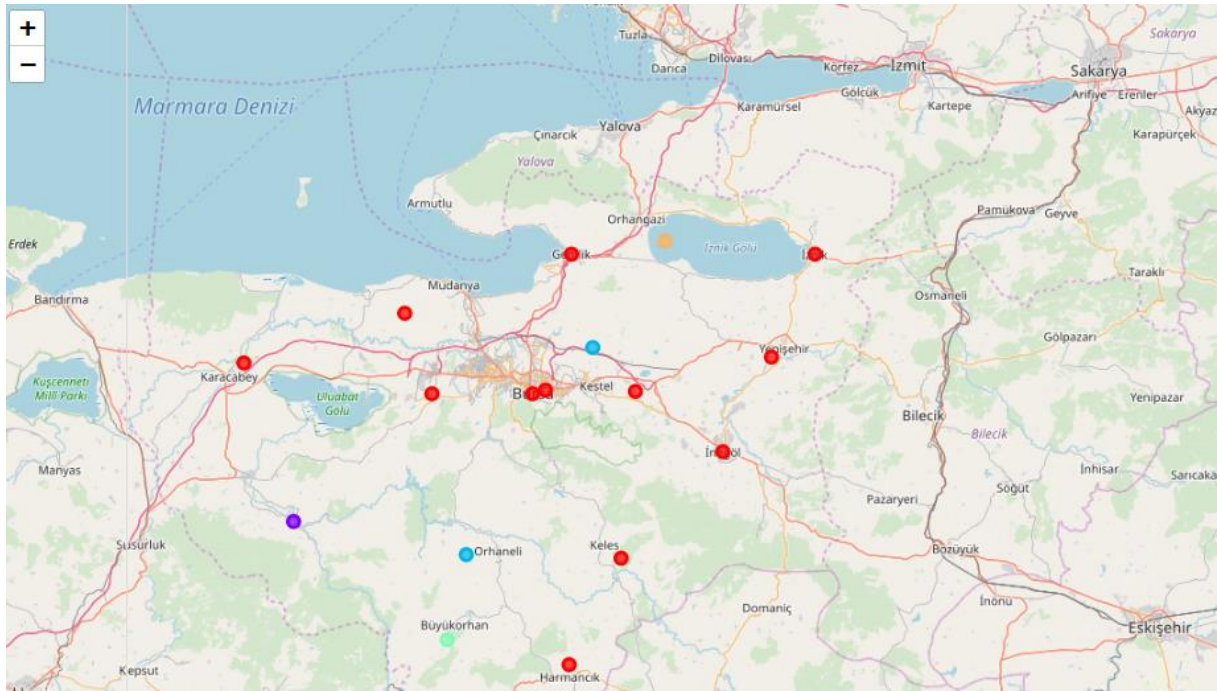 +
−
Tuzla
Darıca
Dilovası
Körfez
İzmit
Sakarya
Sakarya
Gölcük
Kartepe
Arifiye
Erenler
Akyaz
Karapürçek
Marmara Denizi
Karamürsel
Yalova
Çınarcık
Yalova
Armutlu
Orhangazi
Pamukova
Geyve
Erdek
Gemlik
İznik Gölü
İznik
Taraklı
Bandırma
Mudanya
Osmaneli
Gölpazarı
Yenişehir
Karacabey
Kuşcenneti
Milli Parkı
Uluabat
Gölü
Bursa
Kestel
Yenipazar
Bilecik
Bilecik
Manyas
İnegöl
İnhisar
Sarıcaka
Söğüt
Pazaryeri
Susurluk
Orhaneli
Keles
Bozüyük
Domaniç
İnönü
Büyükorhan
Eskişehir
Kepsut
Harmancık